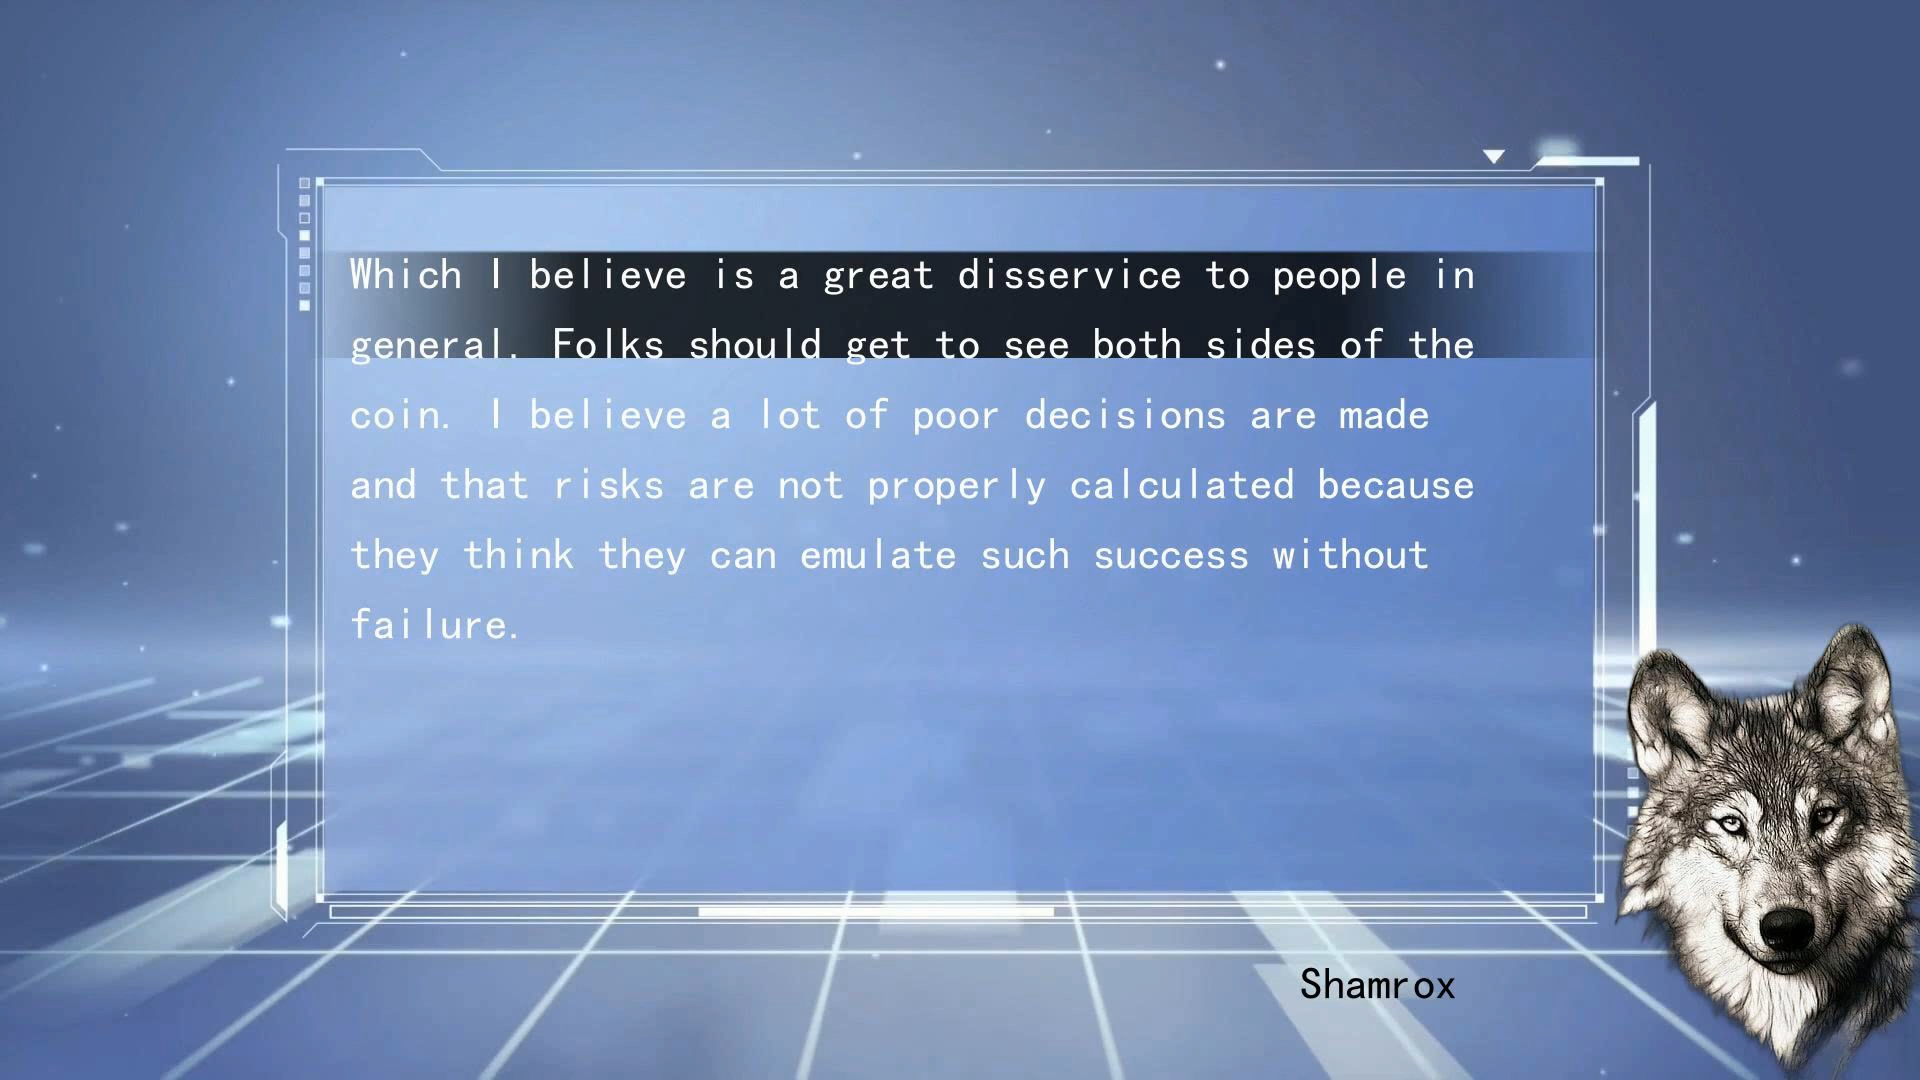 Which I believe is a great disservice to people in
general. Folks should get to see both sides of the
coin. I believe a lot of poor decisions are made
and that risks are not properly calculated because
they think they can emulate such success without
failure.
Shamrox